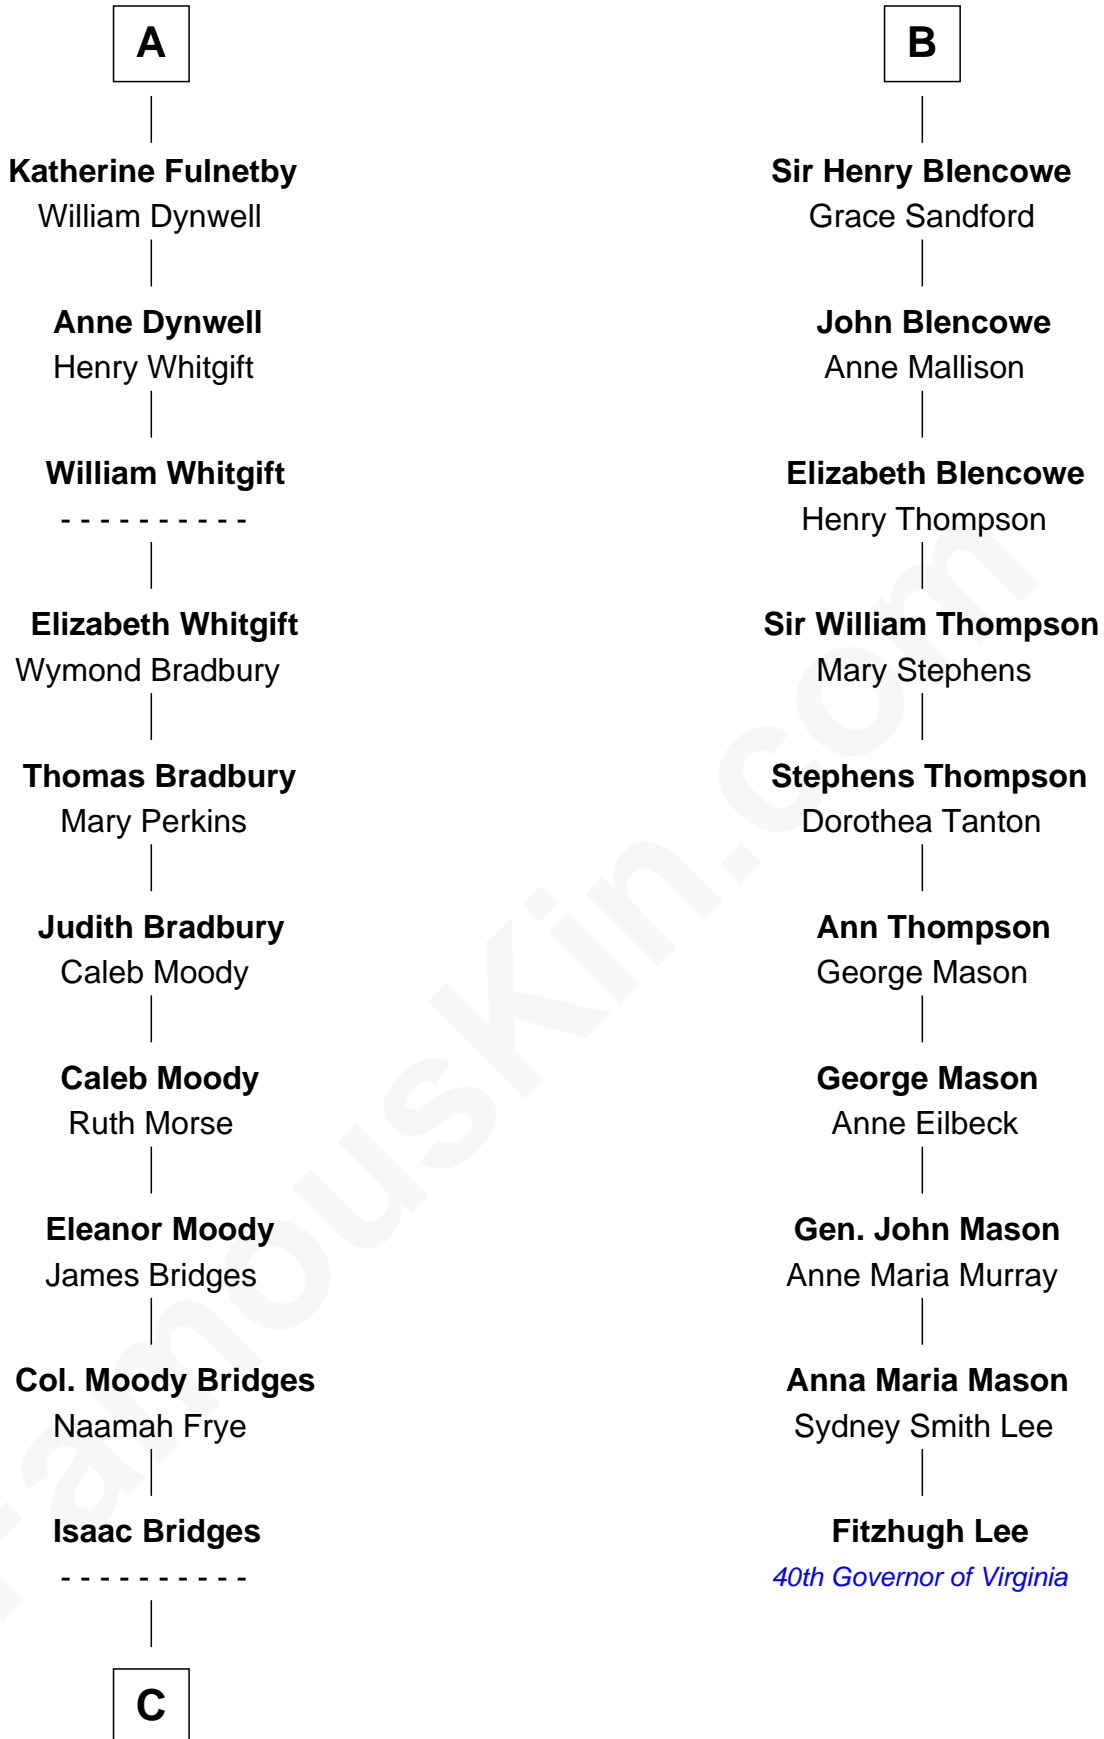 A
Katherine Fulnetby
William Dynwell
Anne Dynwell
Henry Whitgift
William Whitgift
- - - - - - - - - -
Elizabeth Whitgift
Wymond Bradbury
Thomas Bradbury
Mary Perkins
Judith Bradbury
Caleb Moody
Caleb Moody
Ruth Morse
Eleanor Moody
James Bridges
Col. Moody Bridges
Naamah Frye
Isaac Bridges
- - - - - - - - - -
C
B
Sir Henry Blencowe
Grace Sandford
John Blencowe
Anne Mallison
Elizabeth Blencowe
Henry Thompson
Sir William Thompson
Mary Stephens
Stephens Thompson
Dorothea Tanton
Ann Thompson
George Mason
George Mason
Anne Eilbeck
Gen. John Mason
Anne Maria Murray
Anna Maria Mason
Sydney Smith Lee
Fitzhugh Lee
40th Governor of Virginia
FamousKin.com